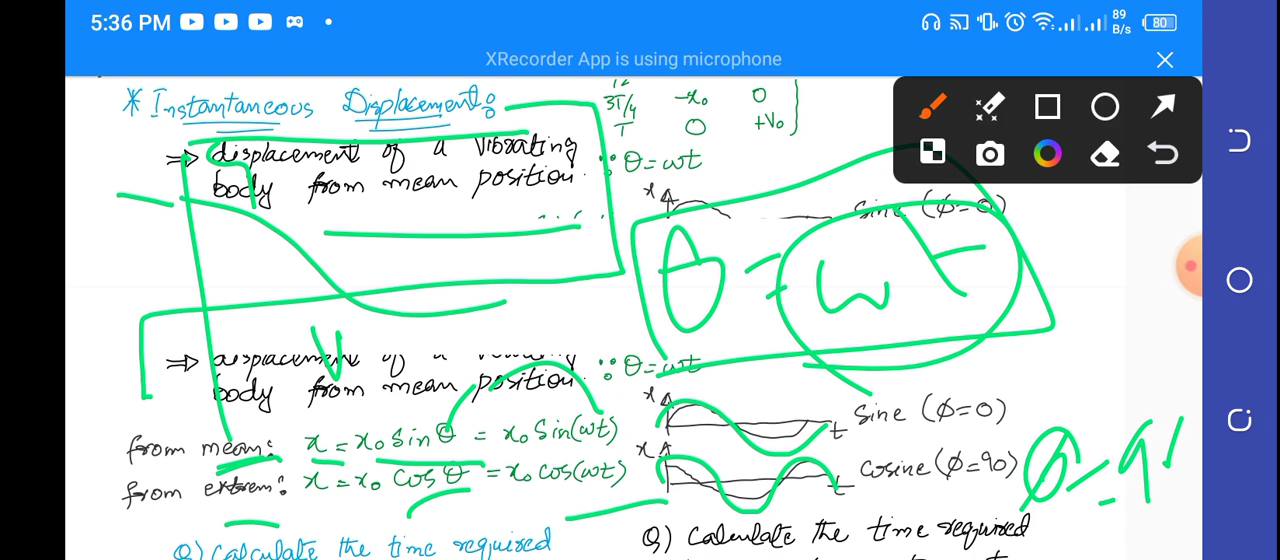 5:36 PM
89 B/s
80
XRecorder App is using microphone
* Instantaneous Displacement:
3T/4 -x₀ 0
T 0 +V₀
⇒ displacement of a vibrating
body from mean position.
∵ θ = ωt
x
sine (φ=0)
θ = ωt
V
⇒ displacement of a vibrating
body from mean position.
∵ θ = ωt
x t sine (φ=0)
from mean: x = x₀ Sin θ = x₀ Sin(ωt)
x t cosine (φ=90)
from extrem: x = x₀ Cos θ = x₀ cos(ωt)
φ = 9
Q) Calculate the time required
Q) Calculate the time required